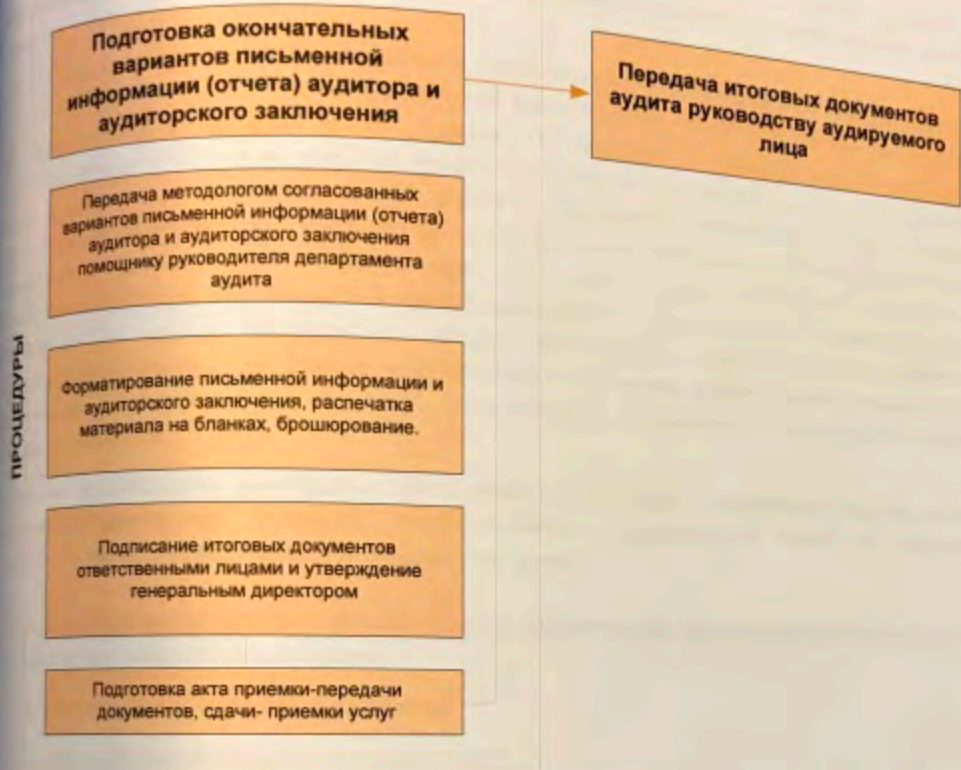 Подготовка окончательных
вариантов письменной
информации (отчета) аудитора и
аудиторского заключения
Передача итоговых документов
аудита руководству аудируемого
лица
Передача методологом согласованных
вариантов письменной информации (отчета)
аудитора и аудиторского заключения
помощнику руководителя департамента
аудита
ПРОЦЕДУРЫ
Форматирование письменной информации и
аудиторского заключения, распечатка
материала на бланках, брошюрование.
Подписание итоговых документов
ответственными лицами и утверждение
генеральным директором
Подготовка акта приемки-передачи
документов, сдачи- приемки услуг